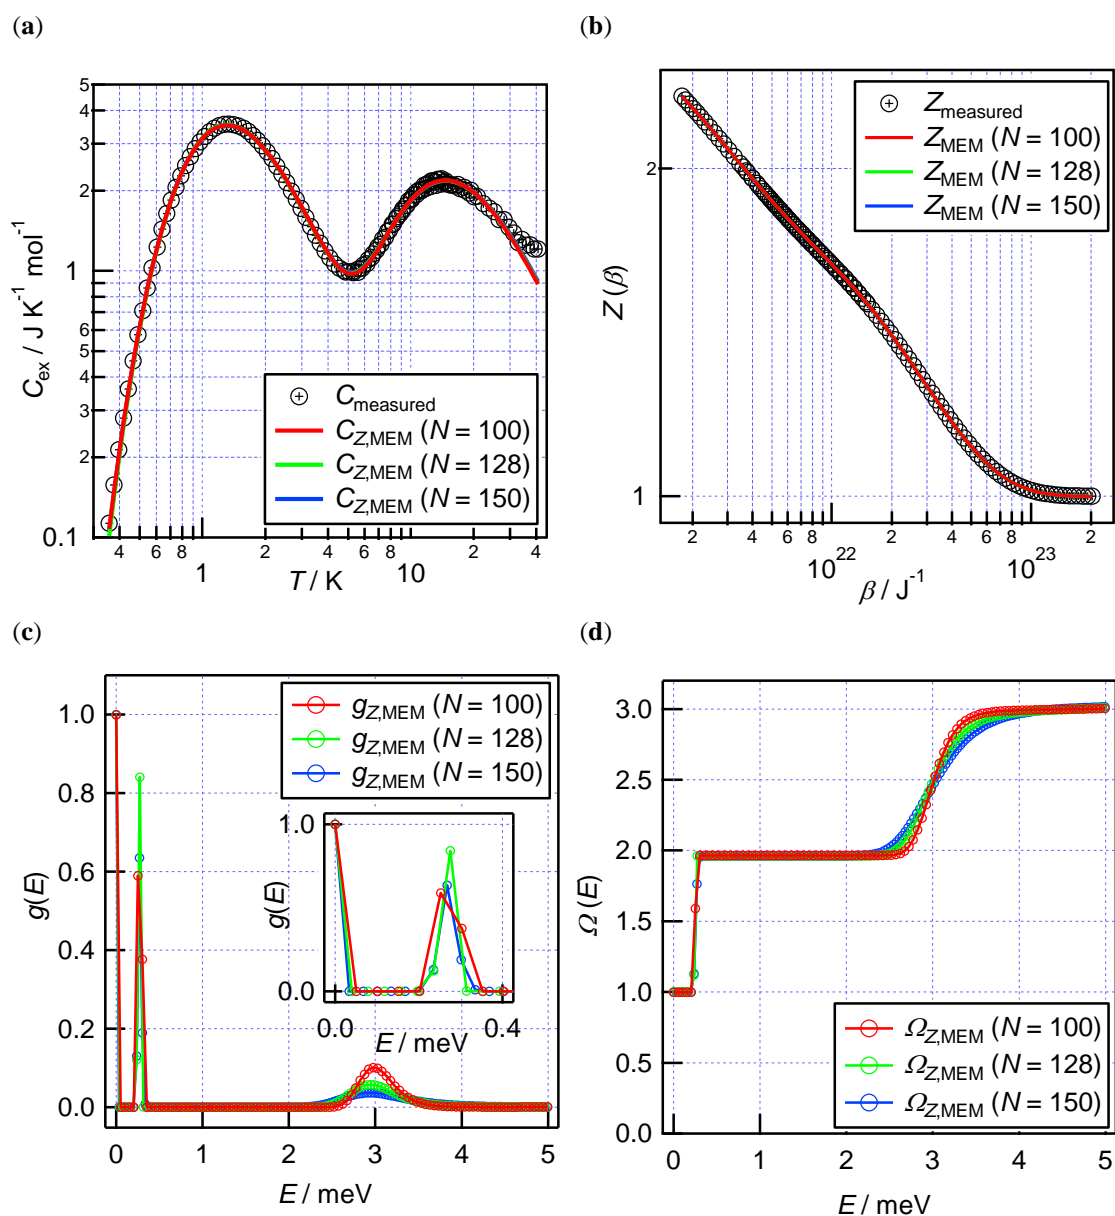 (a)
5
4
3
2
1
8
6
5
4
3
2
0.1
C_ex / J K^-1 mol^-1
C_measured
C_Z,MEM (N = 100)
C_Z,MEM (N = 128)
C_Z,MEM (N = 150)
4 6 8 2 4 6 8 2 4
1 10
T / K
(b)
2
1
Z (β)
Z_measured
Z_MEM (N = 100)
Z_MEM (N = 128)
Z_MEM (N = 150)
2 4 6 8 2 4 6 8 2
10^22 10^23
β / J^-1
(c)
1.0
0.8
0.6
0.4
0.2
0.0
g(E)
g_Z,MEM (N = 100)
g_Z,MEM (N = 128)
g_Z,MEM (N = 150)
1.0
g(E)
0.0
0.0 0.4
E / meV
0 1 2 3 4 5
E / meV
(d)
3.0
2.5
2.0
1.5
1.0
0.5
0.0
Ω (E)
Ω_Z,MEM (N = 100)
Ω_Z,MEM (N = 128)
Ω_Z,MEM (N = 150)
0 1 2 3 4 5
E / meV